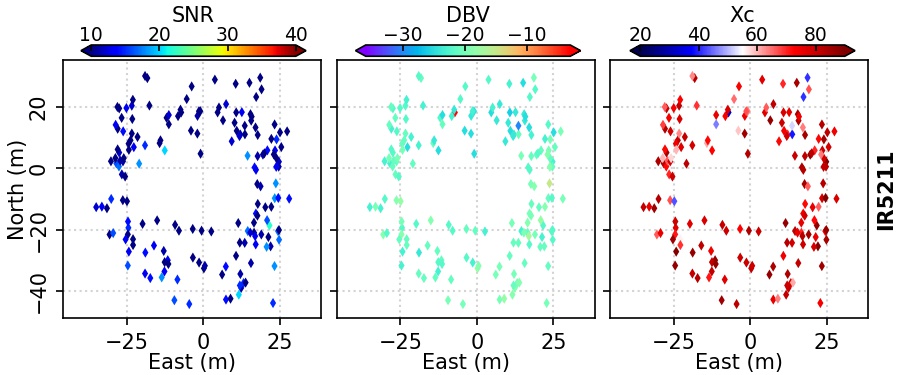 SNR DBV Xc
10 20 30 40 −30 −20 −10 20 40 60 80
North (m)
20
0
−20
−40
−25 0 25 −25 0 25 −25 0 25
East (m) East (m) East (m)
IR5211